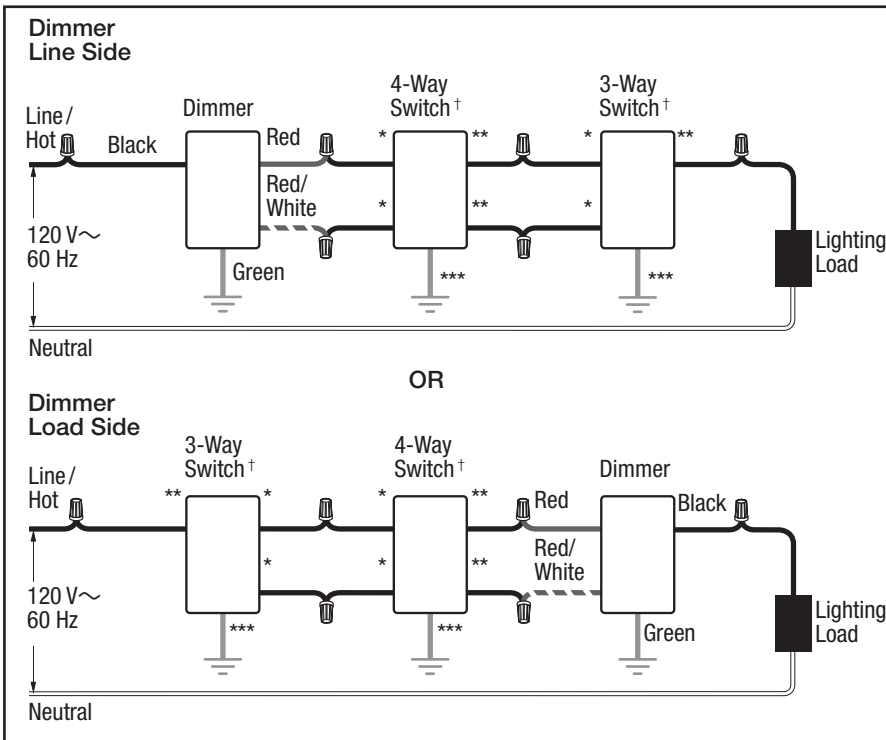 Dimmer
Line Side
4-Way
Switch †
3-Way
Switch †
Dimmer
Line /
Hot
Black
Red
*
**
*
**
Red/
White
*
**
*
120 V~
60 Hz
Green
***
***
Lighting
Load
Neutral
OR
Dimmer
Load Side
3-Way
Switch †
4-Way
Switch †
Dimmer
Line /
Hot
**
*
*
**
Red
Black
*
*
**
Red/
White
120 V~
60 Hz
***
***
Green
Lighting
Load
Neutral